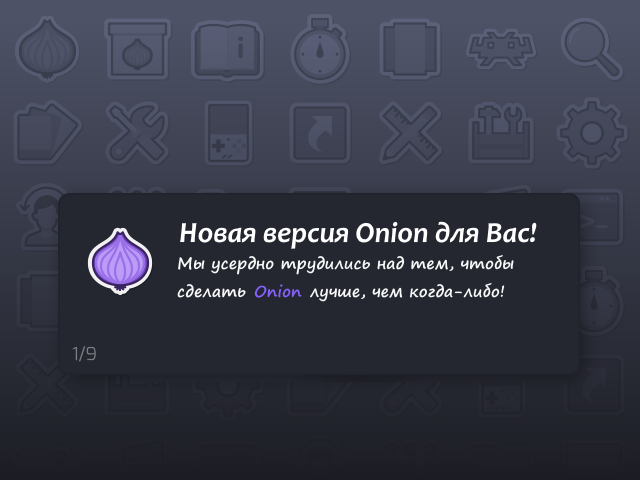 Новая версия Onion для Вас!
Мы усердно трудились над тем, чтобы
сделать Onion лучше, чем когда-либо!
1/9